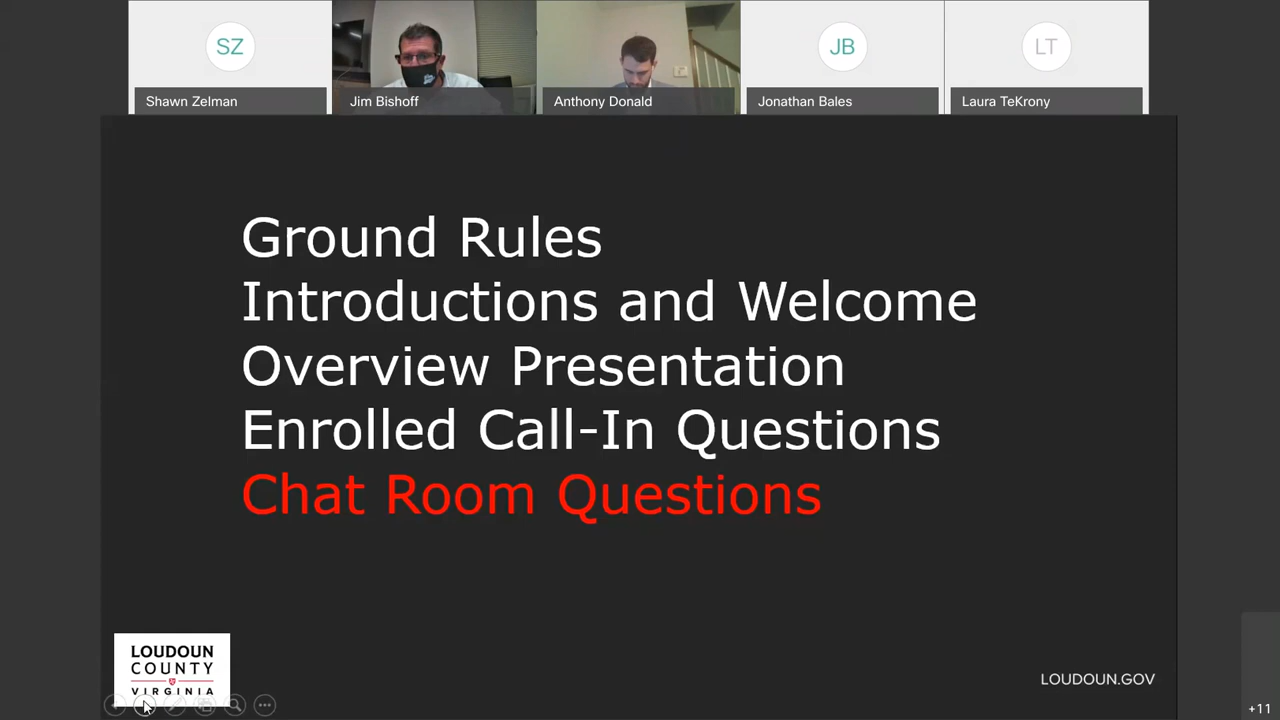 SZ
JB
LT
Shawn Zelman
Jim Bishoff
Anthony Donald
Jonathan Bales
Laura TeKrony
Ground Rules
Introductions and Welcome
Overview Presentation
Enrolled Call-In Questions
Chat Room Questions
LOUDOUN
COUNTY
VIRGINIA
LOUDOUN.GOV
+11